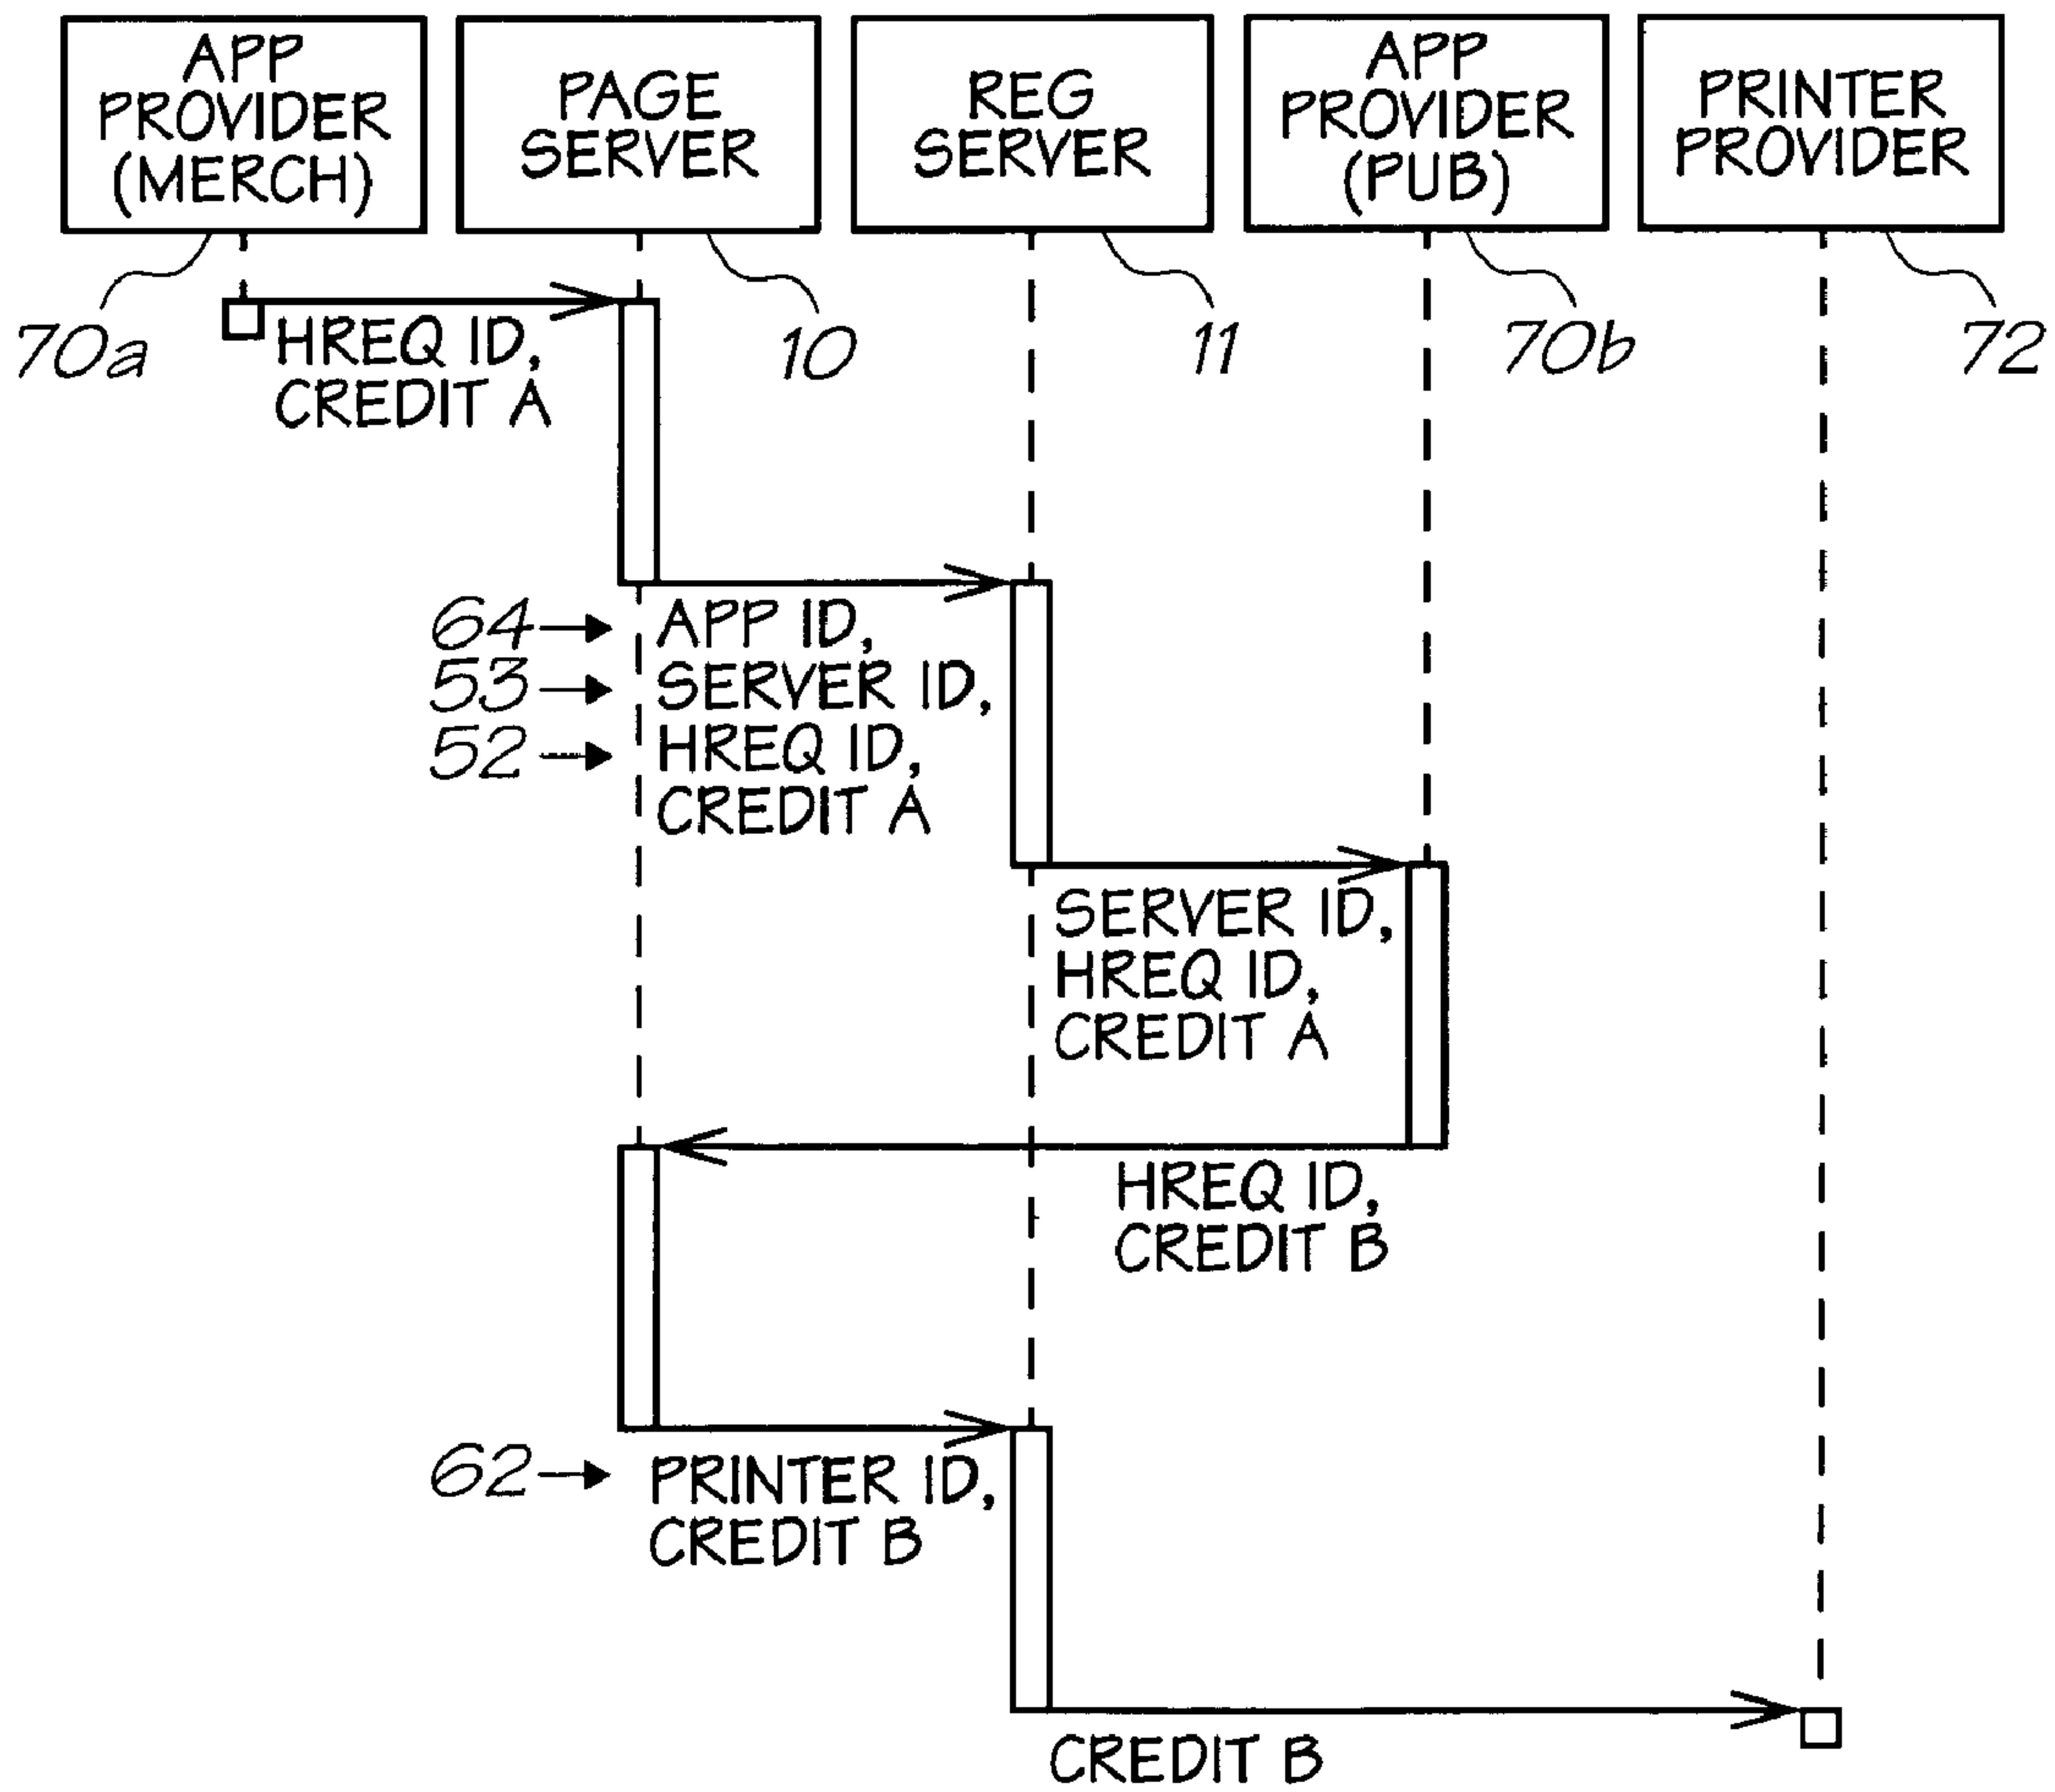 APP
PROVIDER
(MERCH)
PAGE
SERVER
REG
SERVER
APP
PROVIDER
(PUB)
PRINTER
PROVIDER
70a
10
11
70b
72
HREQ ID,
CREDIT A
64 APP ID,
53 SERVER ID,
52 HREQ ID,
CREDIT A
SERVER ID,
HREQ ID,
CREDIT A
HREQ ID,
CREDIT B
62 PRINTER ID,
CREDIT B
CREDIT B